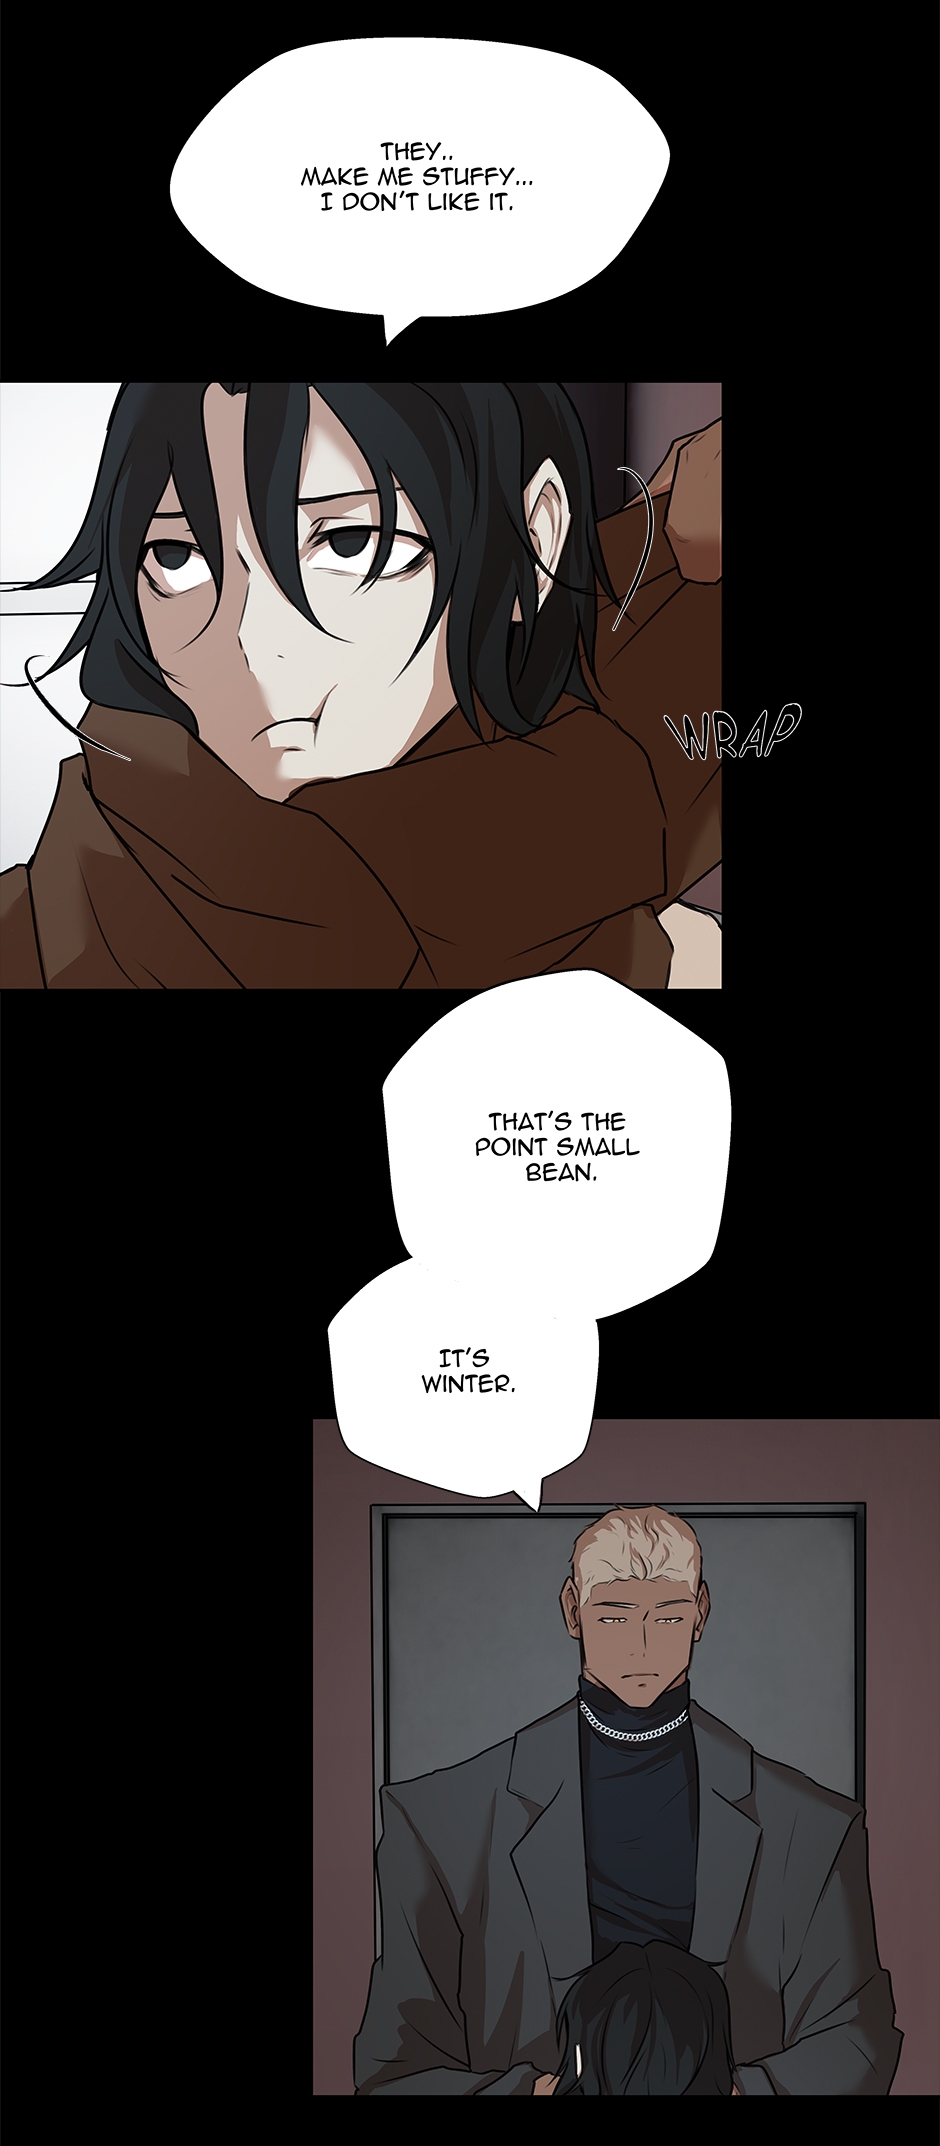 THEY..
MAKE ME STUFFY...
I DON'T LIKE IT.
WRAP
THAT'S THE
POINT SMALL
BEAN.
IT'S
WINTER.